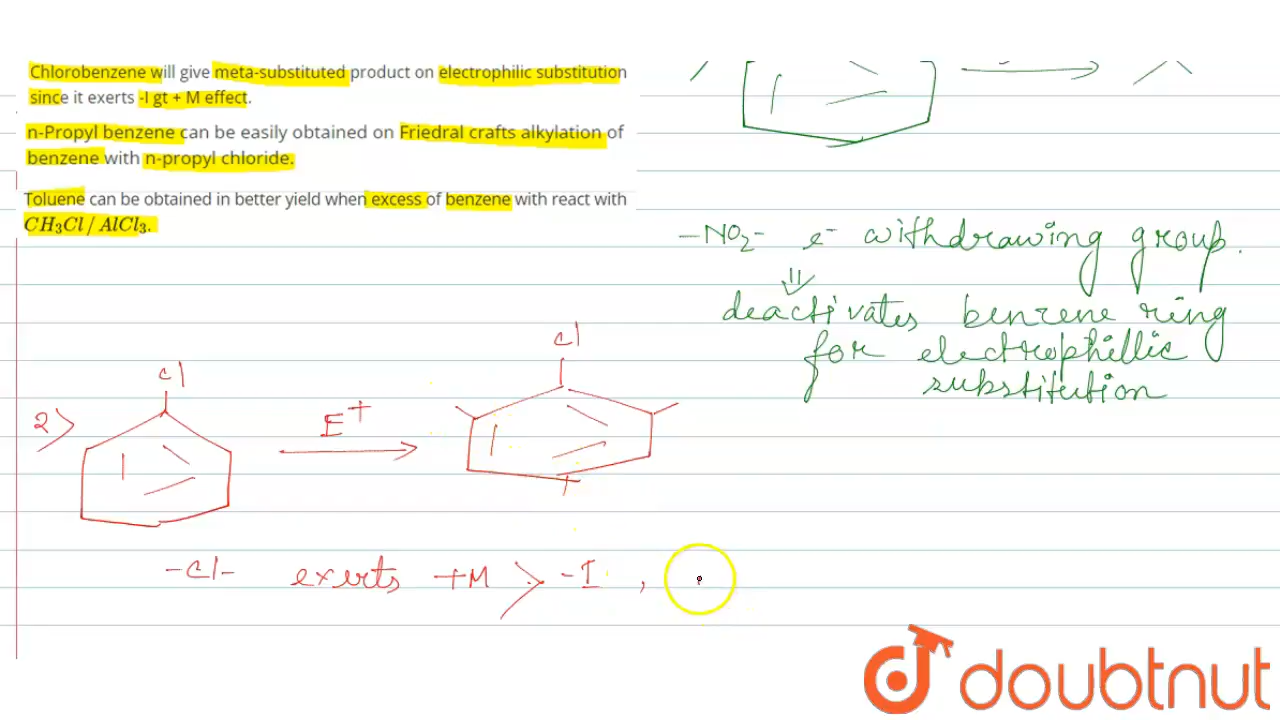 Chlorobenzene will give meta-substituted product on electrophilic substitution
since it exerts -I gt + M effect.
n-Propyl benzene can be easily obtained on Friedral crafts alkylation of
benzene with n-propyl chloride.
Toluene can be obtained in better yield when excess of benzene with react with
CH3Cl / AlCl3.
-NO2- e- withdrawing group.
deactivates benzene ring
for electrophillic
substitution
2> Cl E+ Cl
-Cl- exerts +M > -I ,
doubtnut